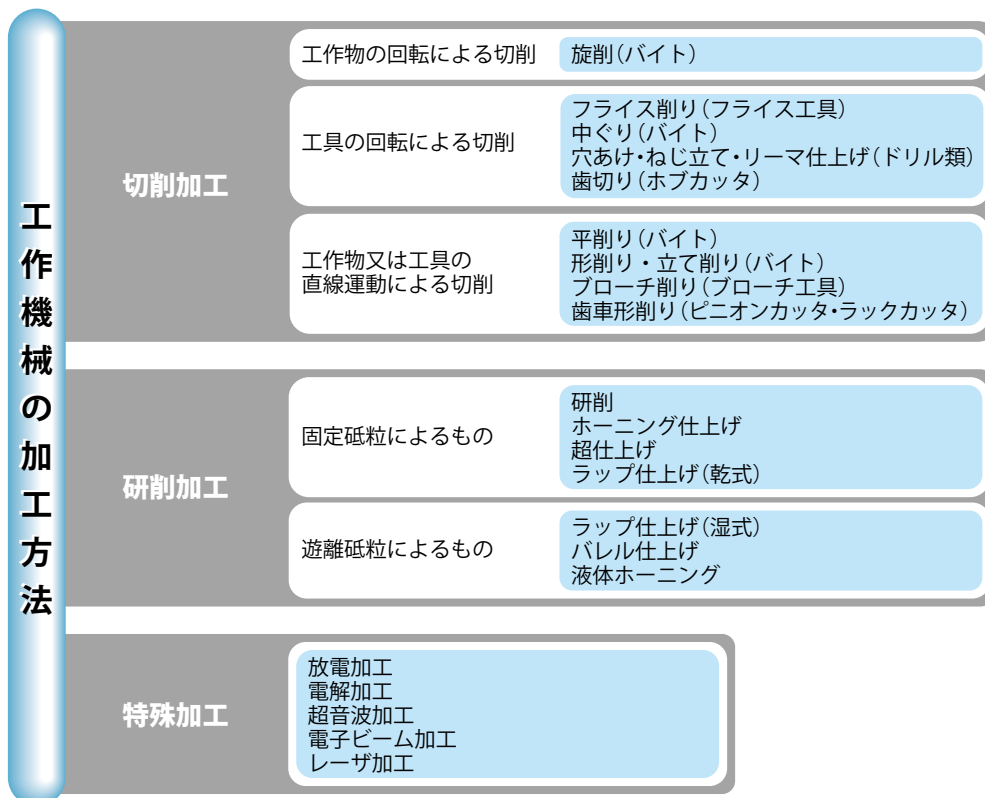 工作機械の加工方法
切削加工
工作物の回転による切削
旋削(バイト)
工具の回転による切削
フライス削り(フライス工具)
中ぐり(バイト)
穴あけ・ねじ立て・リーマ仕上げ(ドリル類)
歯切り(ホブカッタ)
工作物又は工具の
直線運動による切削
平削り(バイト)
形削り・立て削り(バイト)
ブローチ削り(ブローチ工具)
歯車形削り(ピニオンカッタ・ラックカッタ)
研削加工
固定砥粒によるもの
研削
ホーニング仕上げ
超仕上げ
ラップ仕上げ(乾式)
遊離砥粒によるもの
ラップ仕上げ(湿式)
バレル仕上げ
液体ホーニング
特殊加工
放電加工
電解加工
超音波加工
電子ビーム加工
レーザ加工